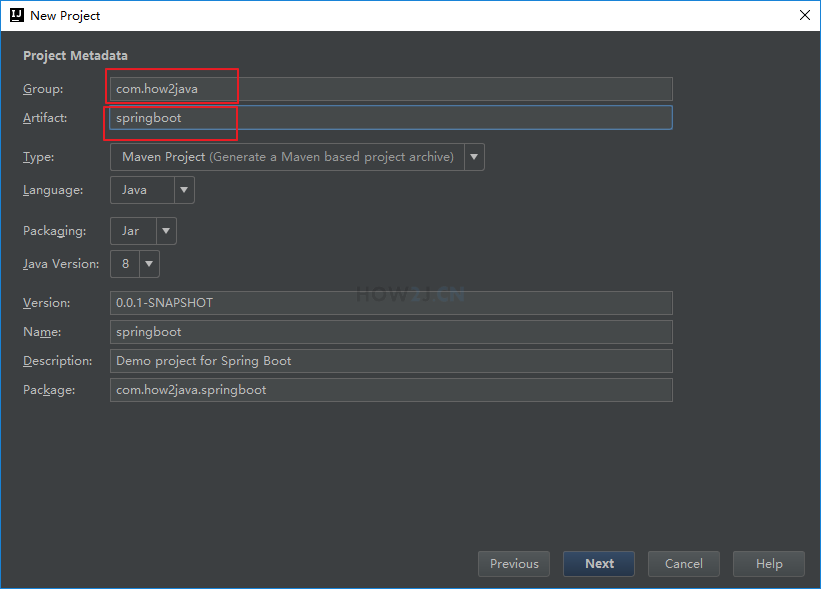 New Project
Project Metadata
Group: com.how2java
Artifact: springboot
Type: Maven Project (Generate a Maven based project archive)
Language: Java
Packaging: Jar
Java Version: 8
HOW2J.CN
Version: 0.0.1-SNAPSHOT
Name: springboot
Description: Demo project for Spring Boot
Package: com.how2java.springboot
Previous Next Cancel Help